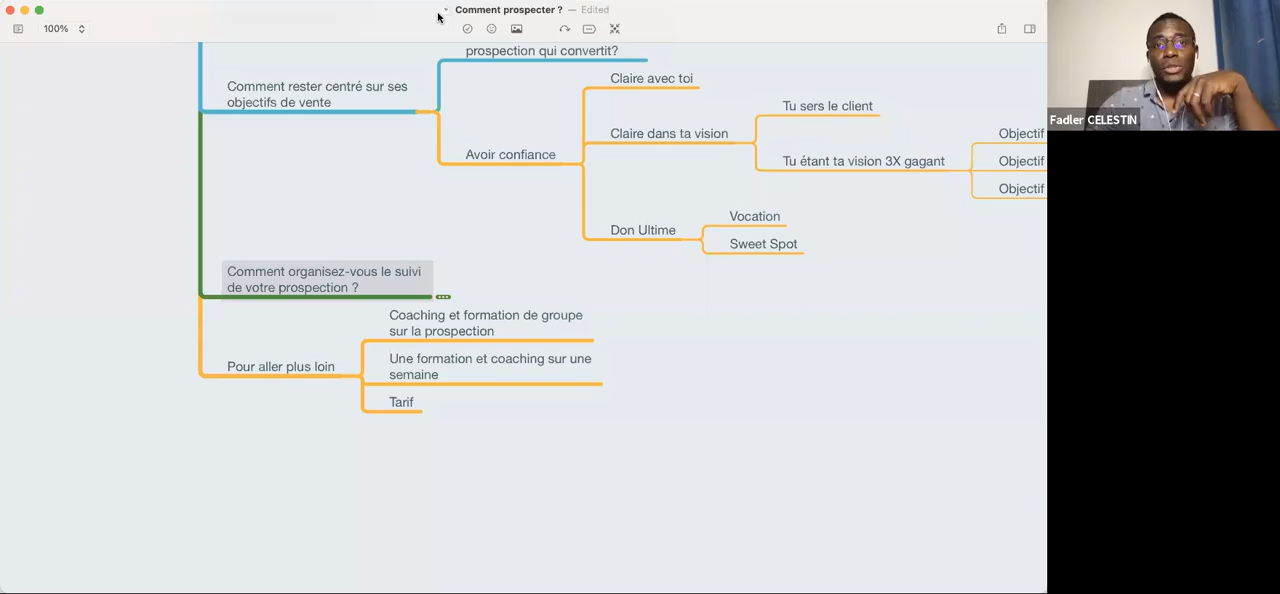 Comment prospecter ? — Edited
100%
prospection qui convertit?
Comment rester centré sur ses
objectifs de vente
Claire avec toi
Tu sers le client
Claire dans ta vision
Objectif
Avoir confiance
Tu étant ta vision 3X gagant
Objectif
Objectif
Vocation
Don Ultime
Sweet Spot
Comment organisez-vous le suivi
de votre prospection ?
Coaching et formation de groupe
sur la prospection
Une formation et coaching sur une
semaine
Pour aller plus loin
Tarif
Fadler CELESTIN